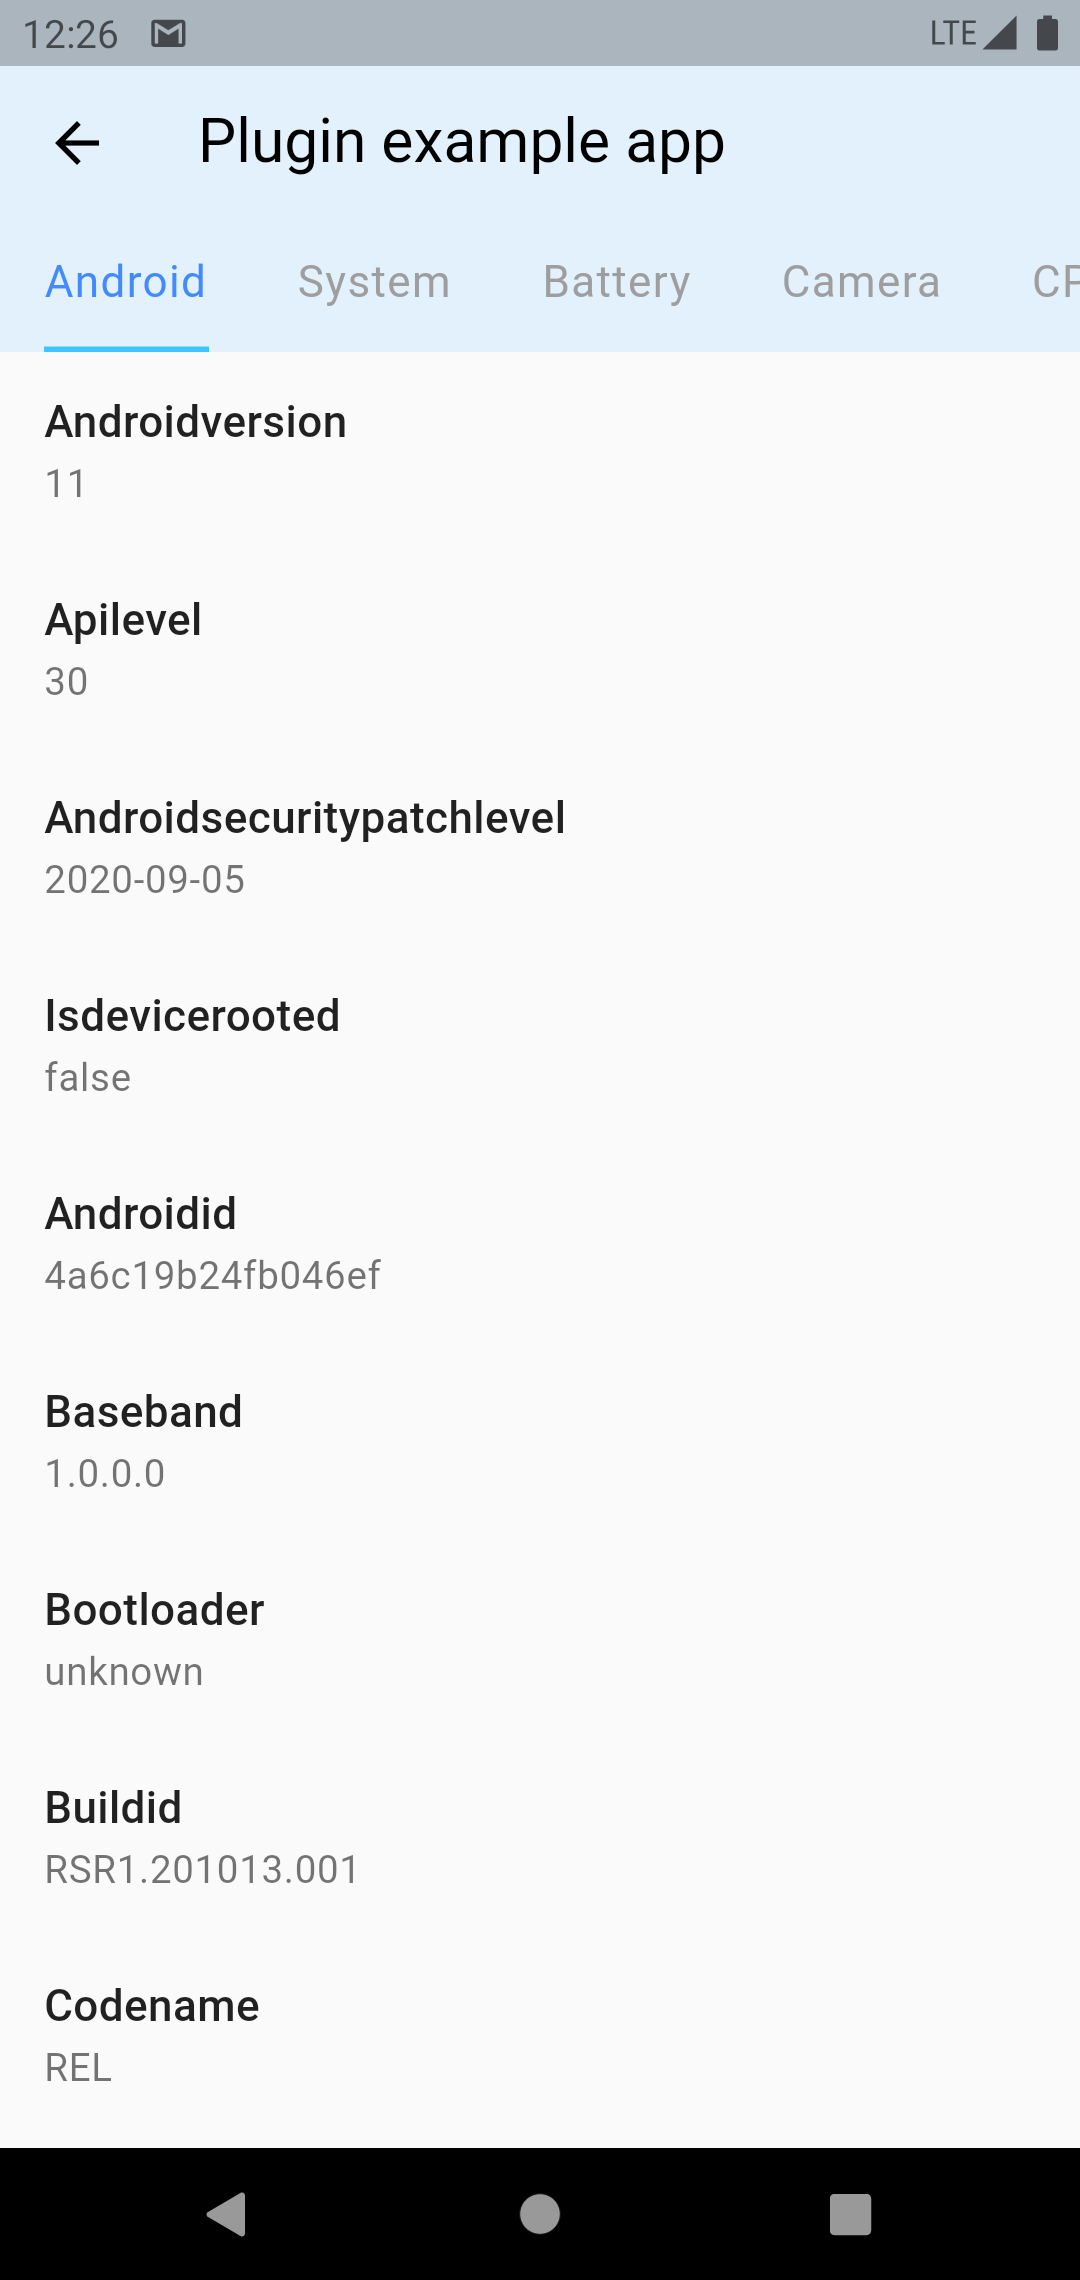 12:26 LTE
Plugin example app
Android System Battery Camera CP
Androidversion
11
Apilevel
30
Androidsecuritypatchlevel
2020-09-05
Isdevicerooted
false
Androidid
4a6c19b24fb046ef
Baseband
1.0.0.0
Bootloader
unknown
Buildid
RSR1.201013.001
Codename
REL